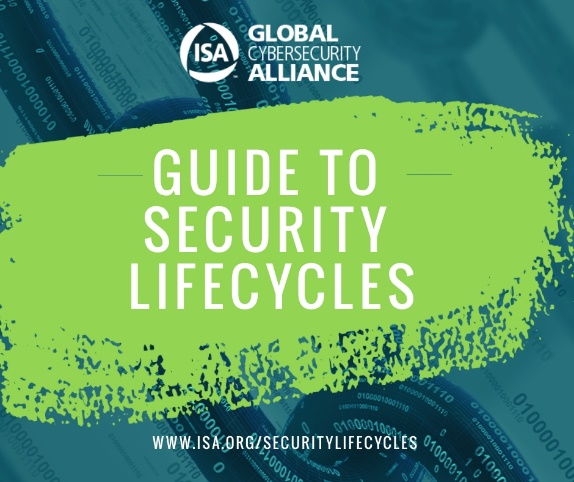 ISA GLOBAL
CYBERSECURITY
ALLIANCE
GUIDE TO
SECURITY
LIFECYCLES
WWW.ISA.ORG/SECURITYLIFECYCLES